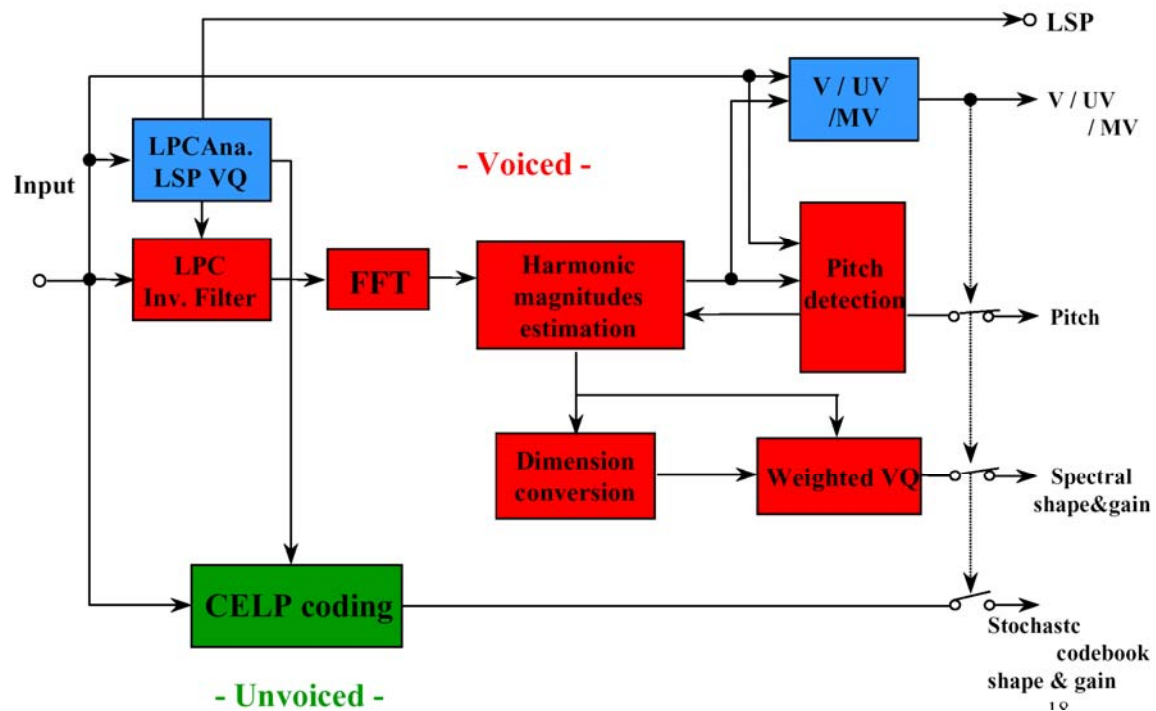 LSP
V / UV
/MV
V / UV
/ MV
LPCAna.
LSP VQ
- Voiced -
Input
LPC
Inv. Filter
FFT
Harmonic
magnitudes
estimation
Pitch
detection
Pitch
Dimension
conversion
Weighted VQ
Spectral
shape&gain
CELP coding
Stochastc
codebook
shape & gain
- Unvoiced -
18